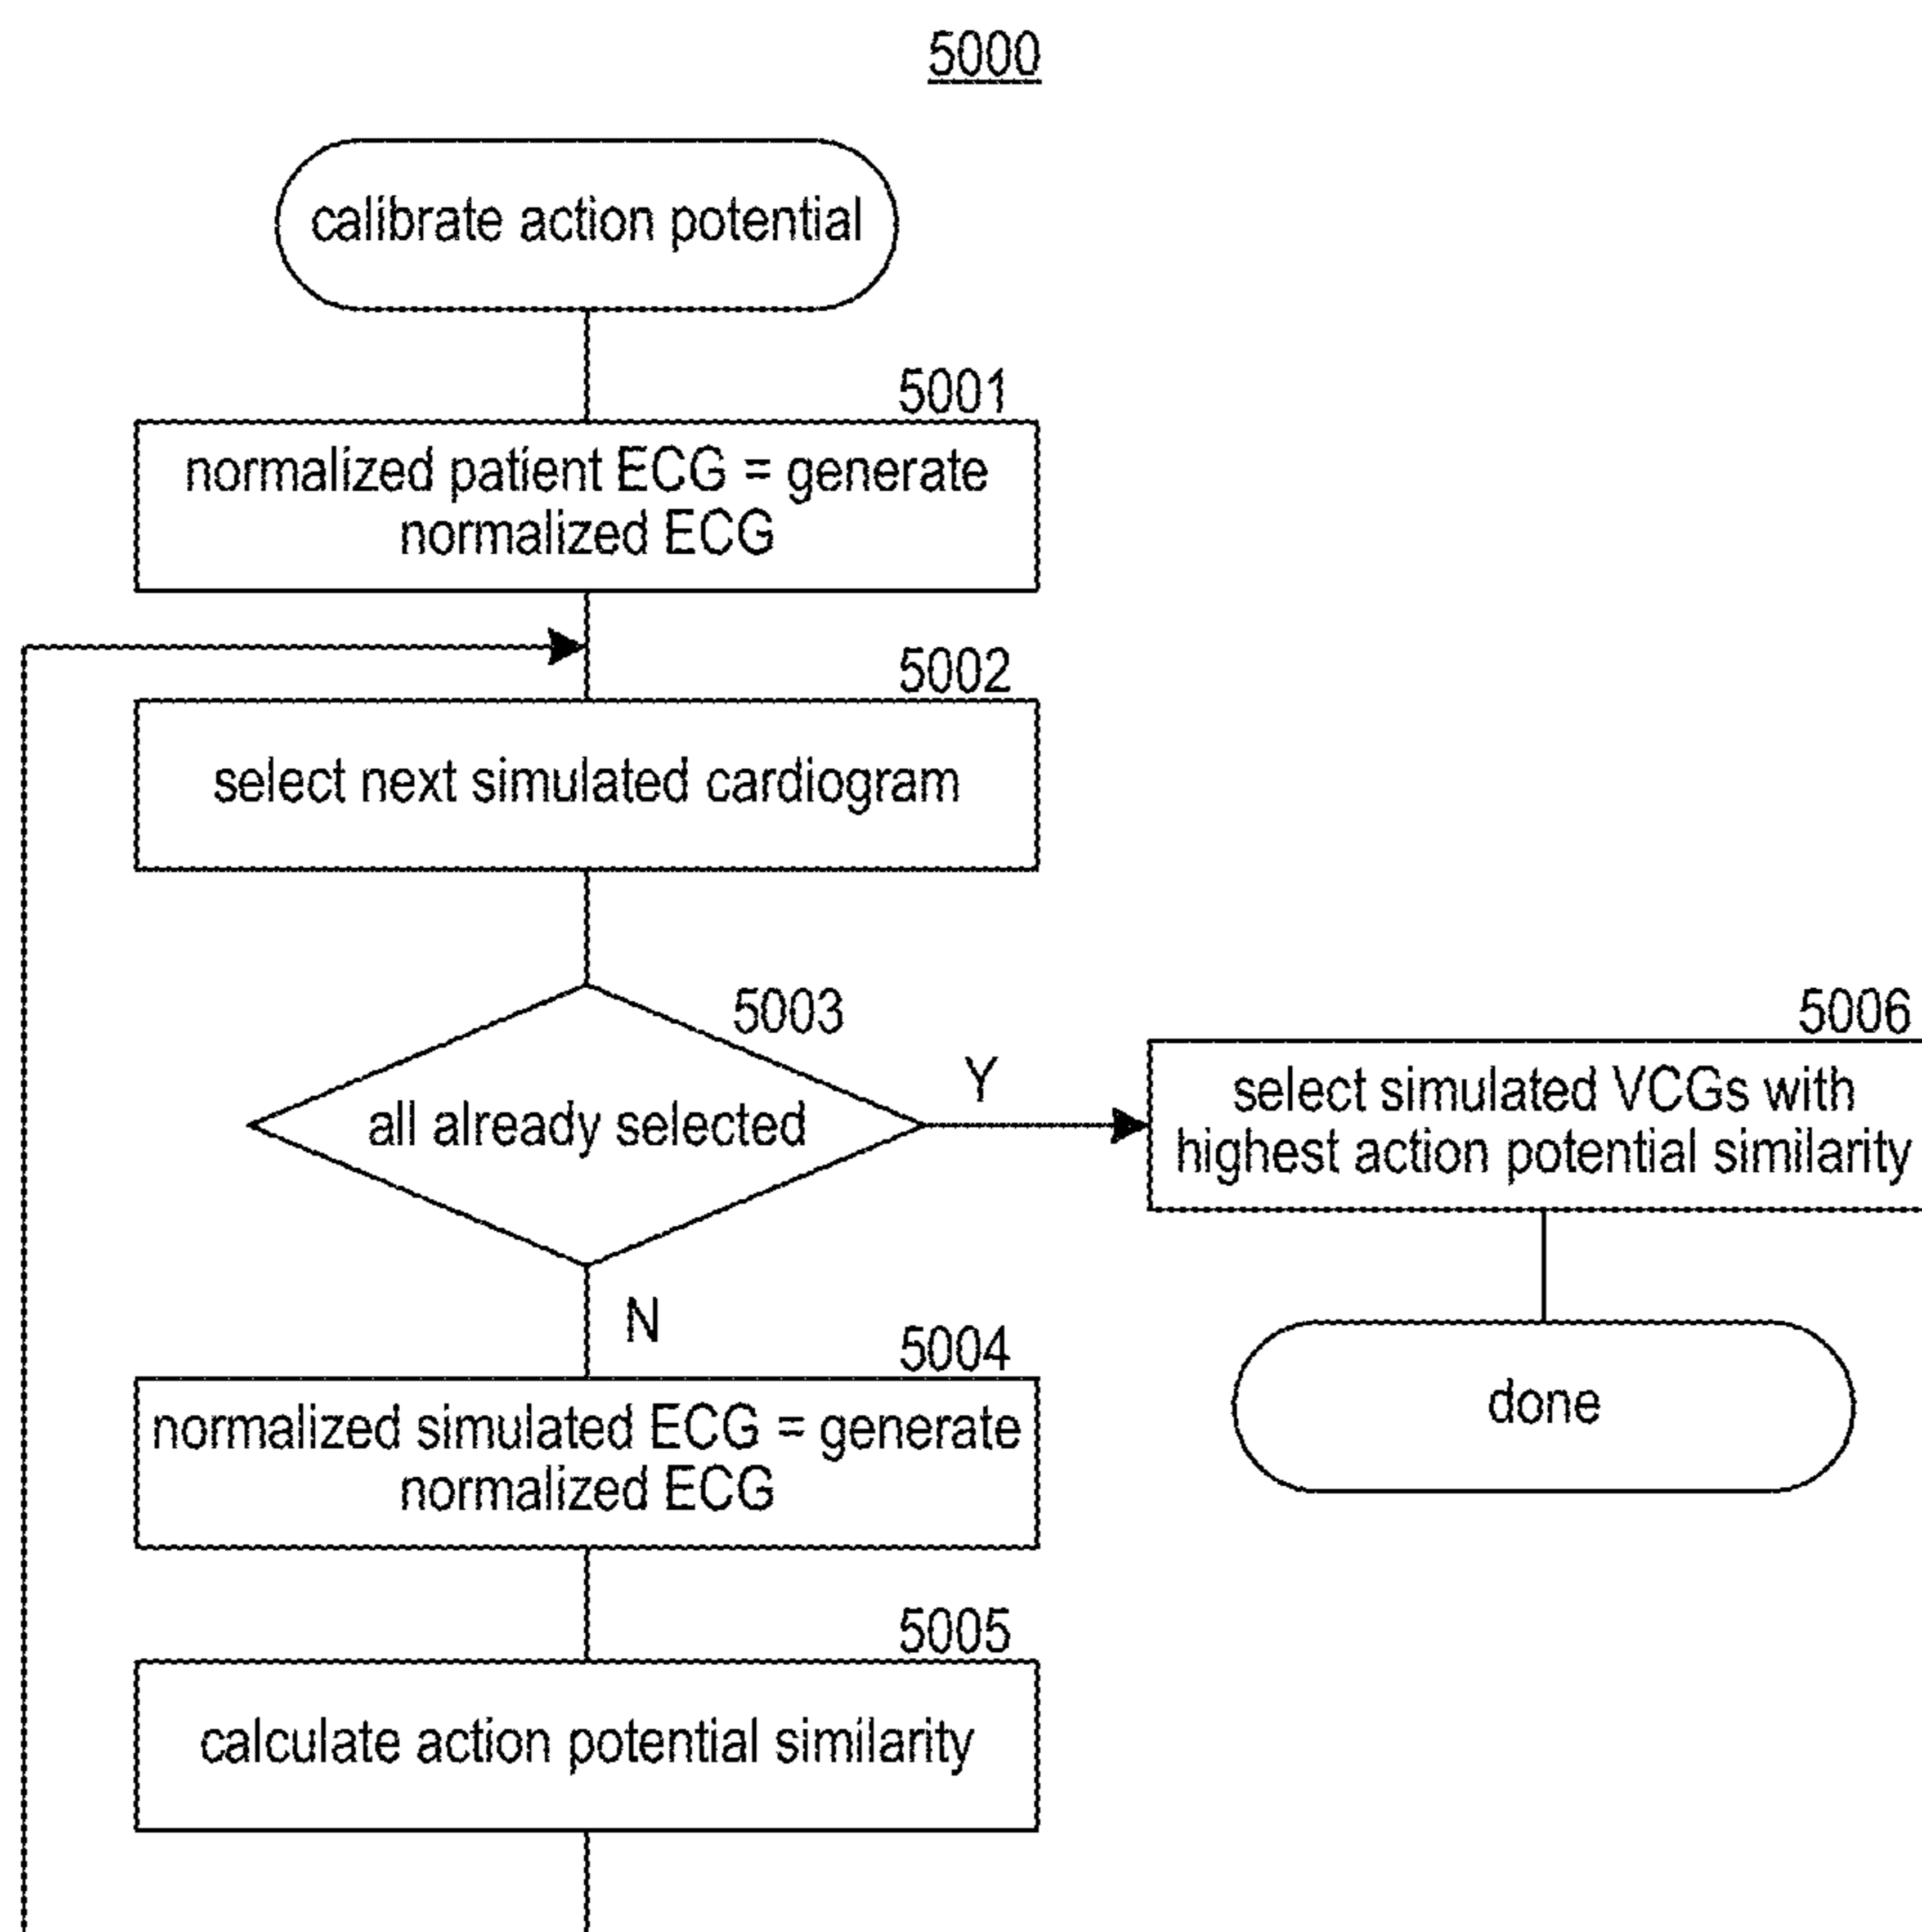 5000
calibrate action potential
5001
normalized patient ECG = generate
normalized ECG
5002
select next simulated cardiogram
5003
all already selected
Y
N
5004
normalized simulated ECG = generate
normalized ECG
5005
calculate action potential similarity
5006
select simulated VCGs with
highest action potential similarity
done